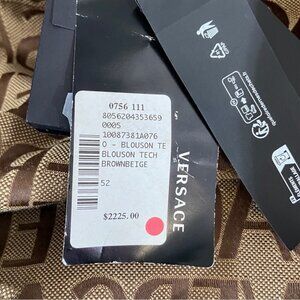 0756 111
8056204353659
0005
10087381A076
O - BLOUSON TE
BLOUSON TECH
BROWNBEIGE
52
$2225.00
VERSACE